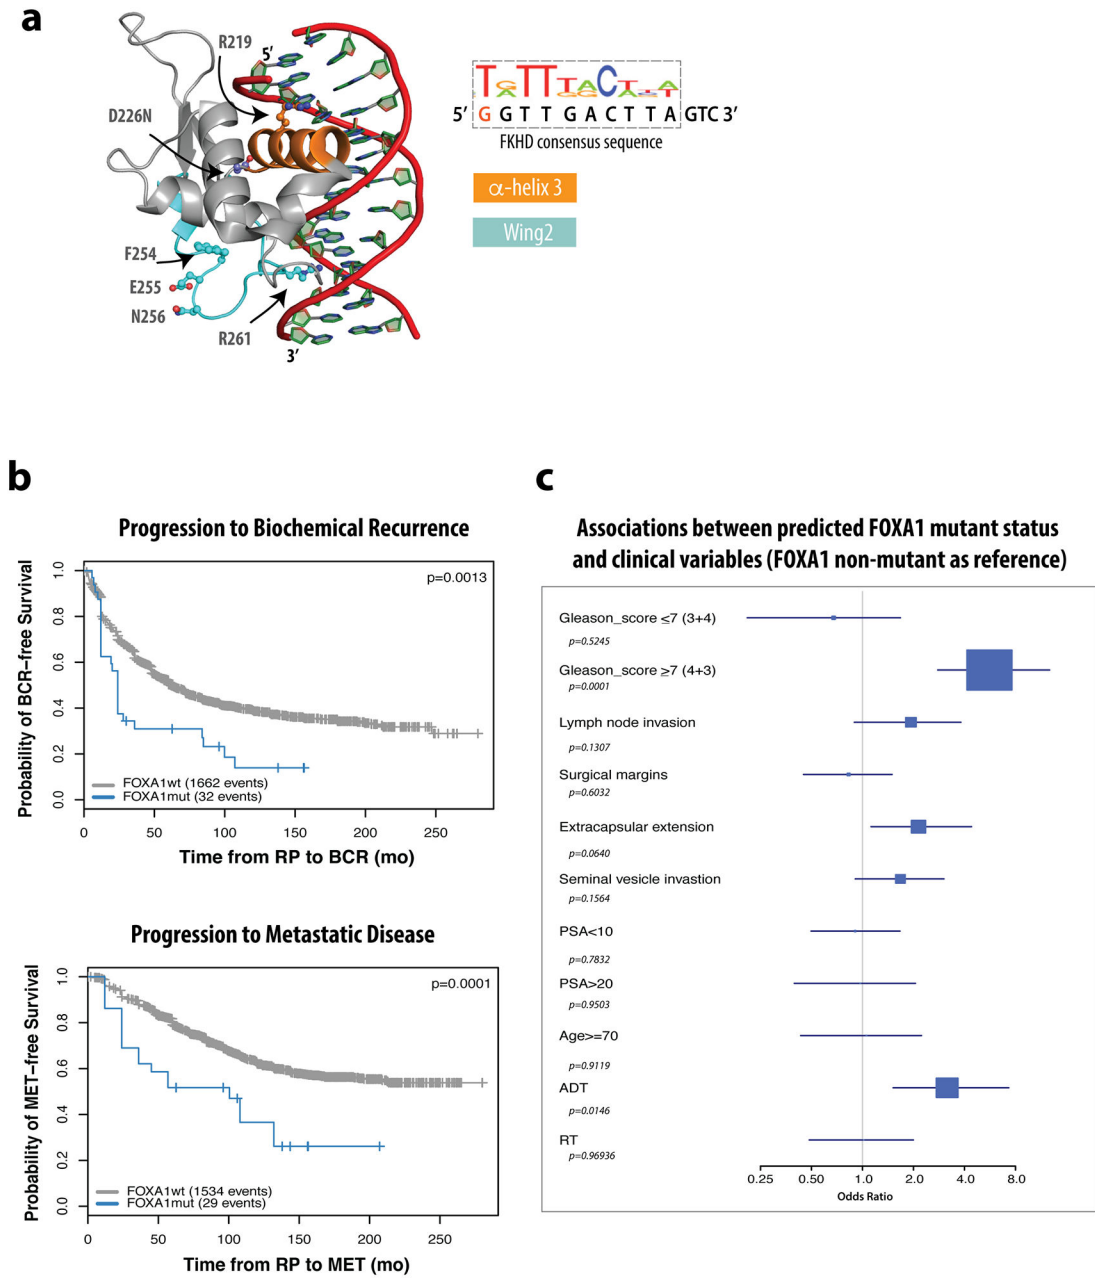 a
R219
5′
D226N
F254
E255
N256
R261
3′
TGTTTACTTA
5′ GGTTGACTTAGTC 3′
FKHD consensus sequence
α-helix 3
Wing2
b
Progression to Biochemical Recurrence
p=0.0013
Probability of BCR−free Survival
1.0
0.8
0.6
0.4
0.2
0.0
FOXA1wt (1662 events)
FOXA1mut (32 events)
0 50 100 150 200 250
Time from RP to BCR (mo)
Progression to Metastatic Disease
p=0.0001
Probability of MET−free Survival
1.0
0.8
0.6
0.4
0.2
0.0
FOXA1wt (1534 events)
FOXA1mut (29 events)
0 50 100 150 200 250
Time from RP to MET (mo)
c
Associations between predicted FOXA1 mutant status
and clinical variables (FOXA1 non-mutant as reference)
Gleason_score ≤7 (3+4)
p=0.5245
Gleason_score ≥7 (4+3)
p=0.0001
Lymph node invasion
p=0.1307
Surgical margins
p=0.6032
Extracapsular extension
p=0.0640
Seminal vesicle invastion
p=0.1564
PSA<10
p=0.7832
PSA>20
p=0.9503
Age>=70
p=0.9119
ADT
p=0.0146
RT
p=0.96936
0.25 0.50 1.0 2.0 4.0 8.0
Odds Ratio